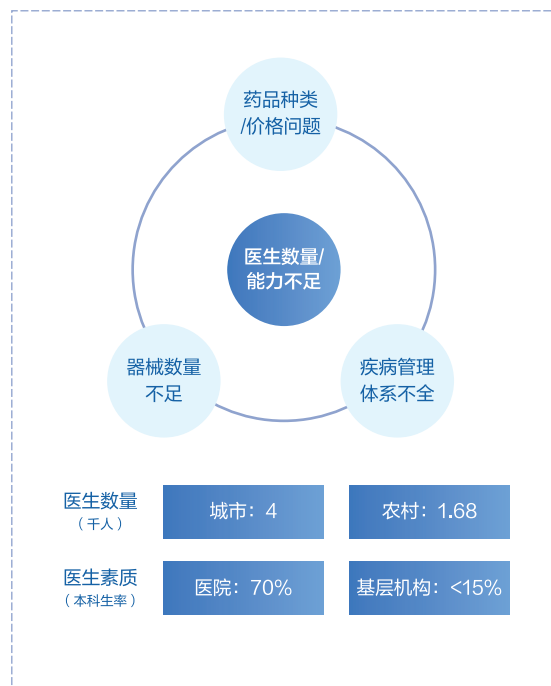 药品种类
/价格问题
医生数量/
能力不足
器械数量
不足
疾病管理
体系不全
医生数量
（千人）
城市：4
农村：1.68
医生素质
（本科生率）
医院：70%
基层机构：<15%